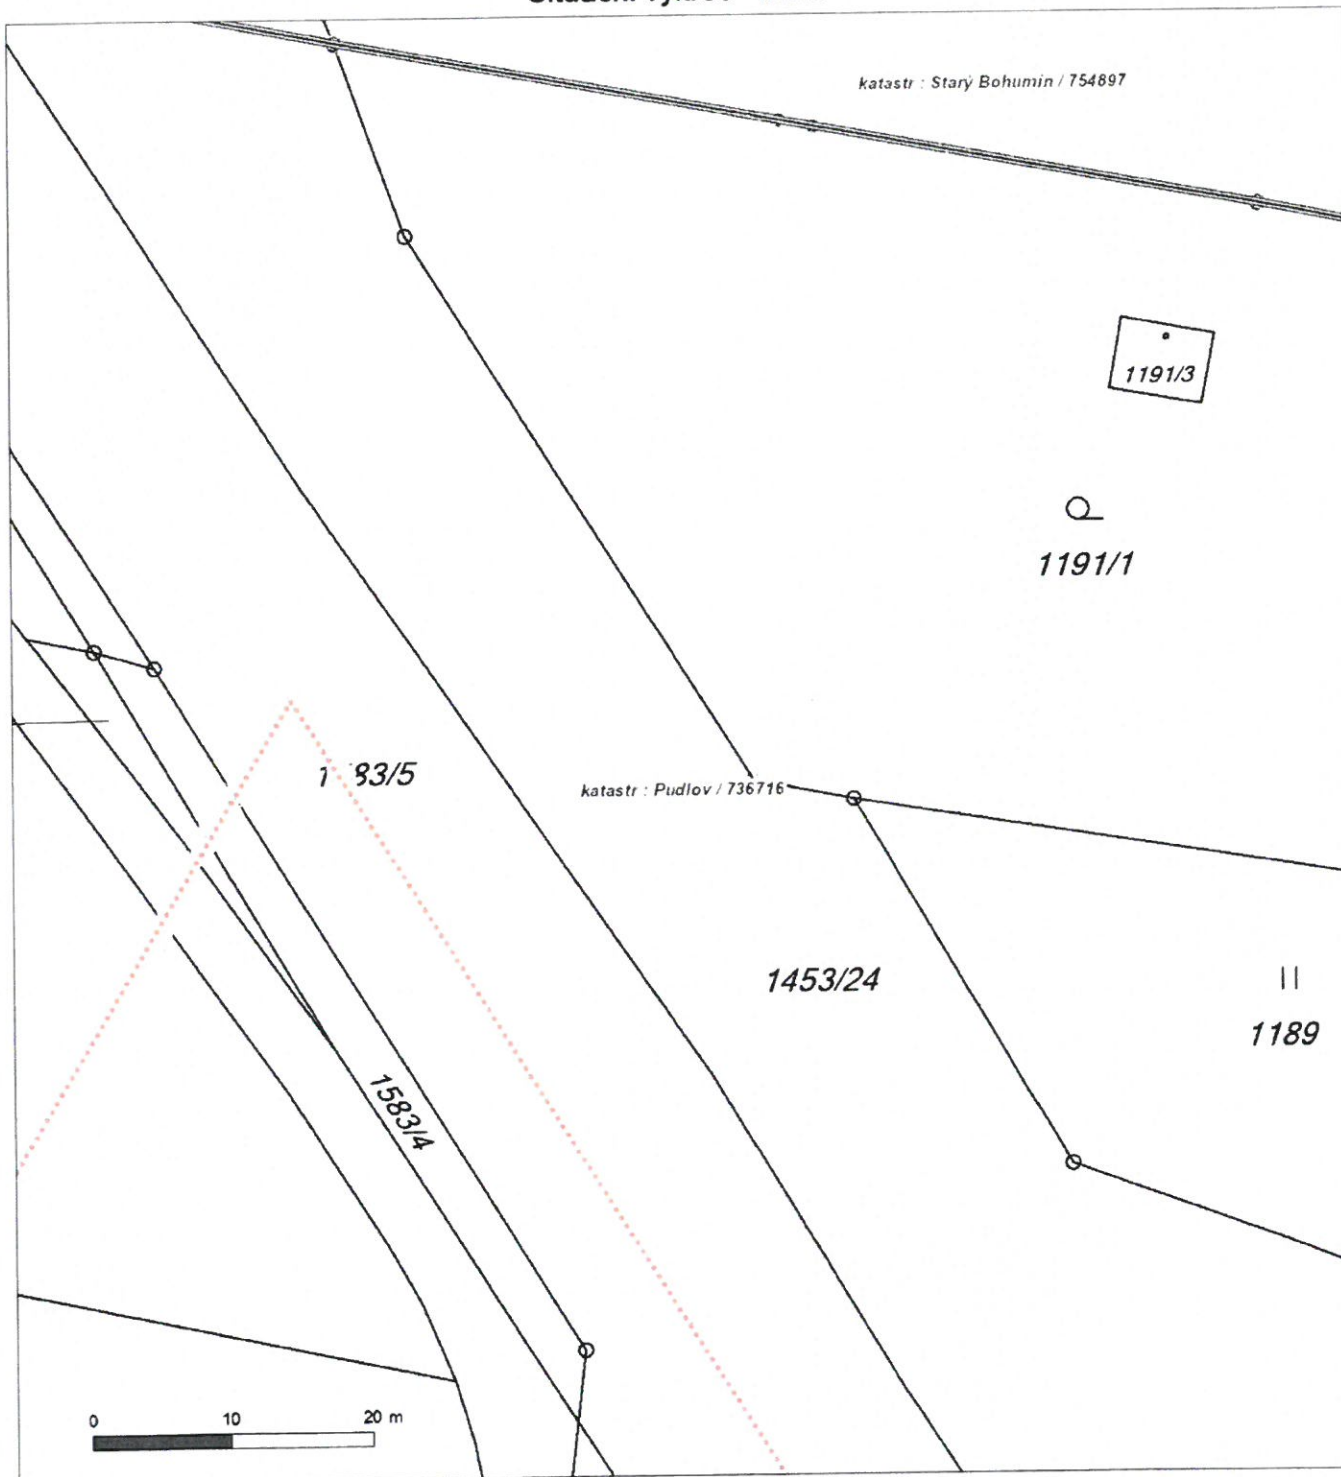 katastr : Starý Bohumín / 754897
1191/3
1191/1
83/5
katastr : Pudlov / 736716
1453/24
1189
1583/4
0 10 20 m